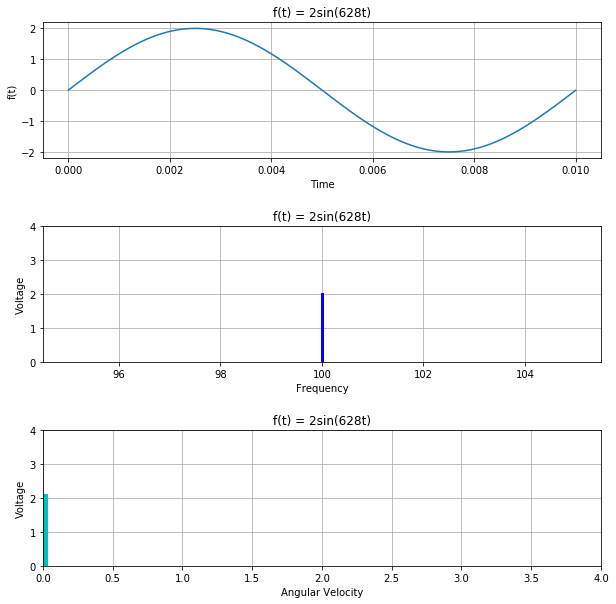 f(t) = 2sin(628t)
2
1
0
−1
−2
f(t)
0.000 0.002 0.004 0.006 0.008 0.010
Time
f(t) = 2sin(628t)
4
3
2
1
0
Voltage
96 98 100 102 104
Frequency
f(t) = 2sin(628t)
4
3
2
1
0
Voltage
0.0 0.5 1.0 1.5 2.0 2.5 3.0 3.5 4.0
Angular Velocity